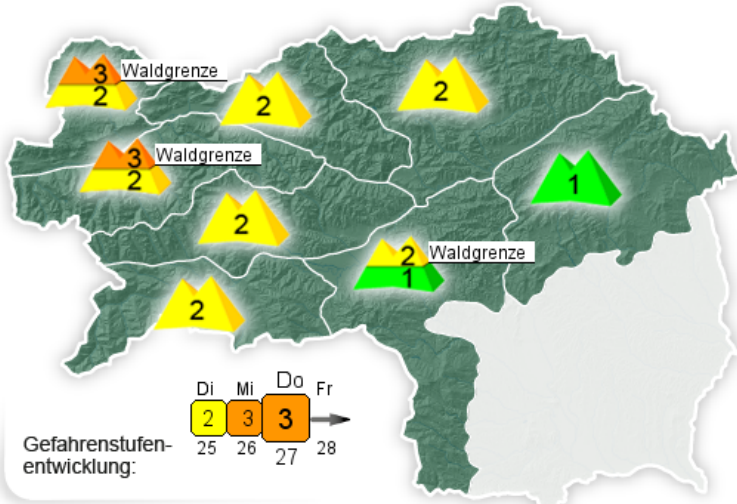 3 Waldgrenze
2
2
2
3 Waldgrenze
2
1
2
2 Waldgrenze
1
2
Di Mi Do Fr
2 3 3
25 26 27 28
Gefahrenstufen-
entwicklung: